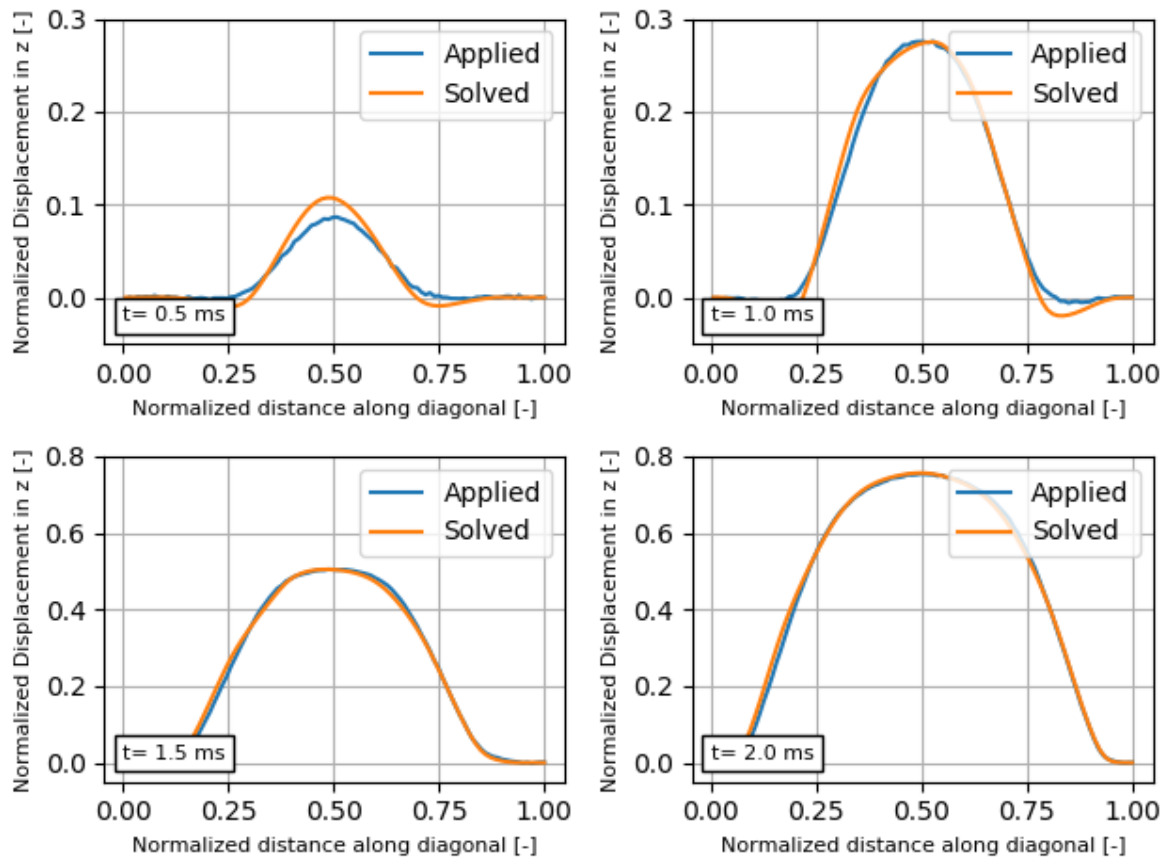 Normalized Displacement in z [-]
0.3
0.2
0.1
0.0
Applied
Solved
t= 0.5 ms
0.00 0.25 0.50 0.75 1.00
Normalized distance along diagonal [-]
Normalized Displacement in z [-]
0.3
0.2
0.1
0.0
Applied
Solved
t= 1.0 ms
0.00 0.25 0.50 0.75 1.00
Normalized distance along diagonal [-]
Normalized Displacement in z [-]
0.8
0.6
0.4
0.2
0.0
Applied
Solved
t= 1.5 ms
0.00 0.25 0.50 0.75 1.00
Normalized distance along diagonal [-]
Normalized Displacement in z [-]
0.8
0.6
0.4
0.2
0.0
Applied
Solved
t= 2.0 ms
0.00 0.25 0.50 0.75 1.00
Normalized distance along diagonal [-]